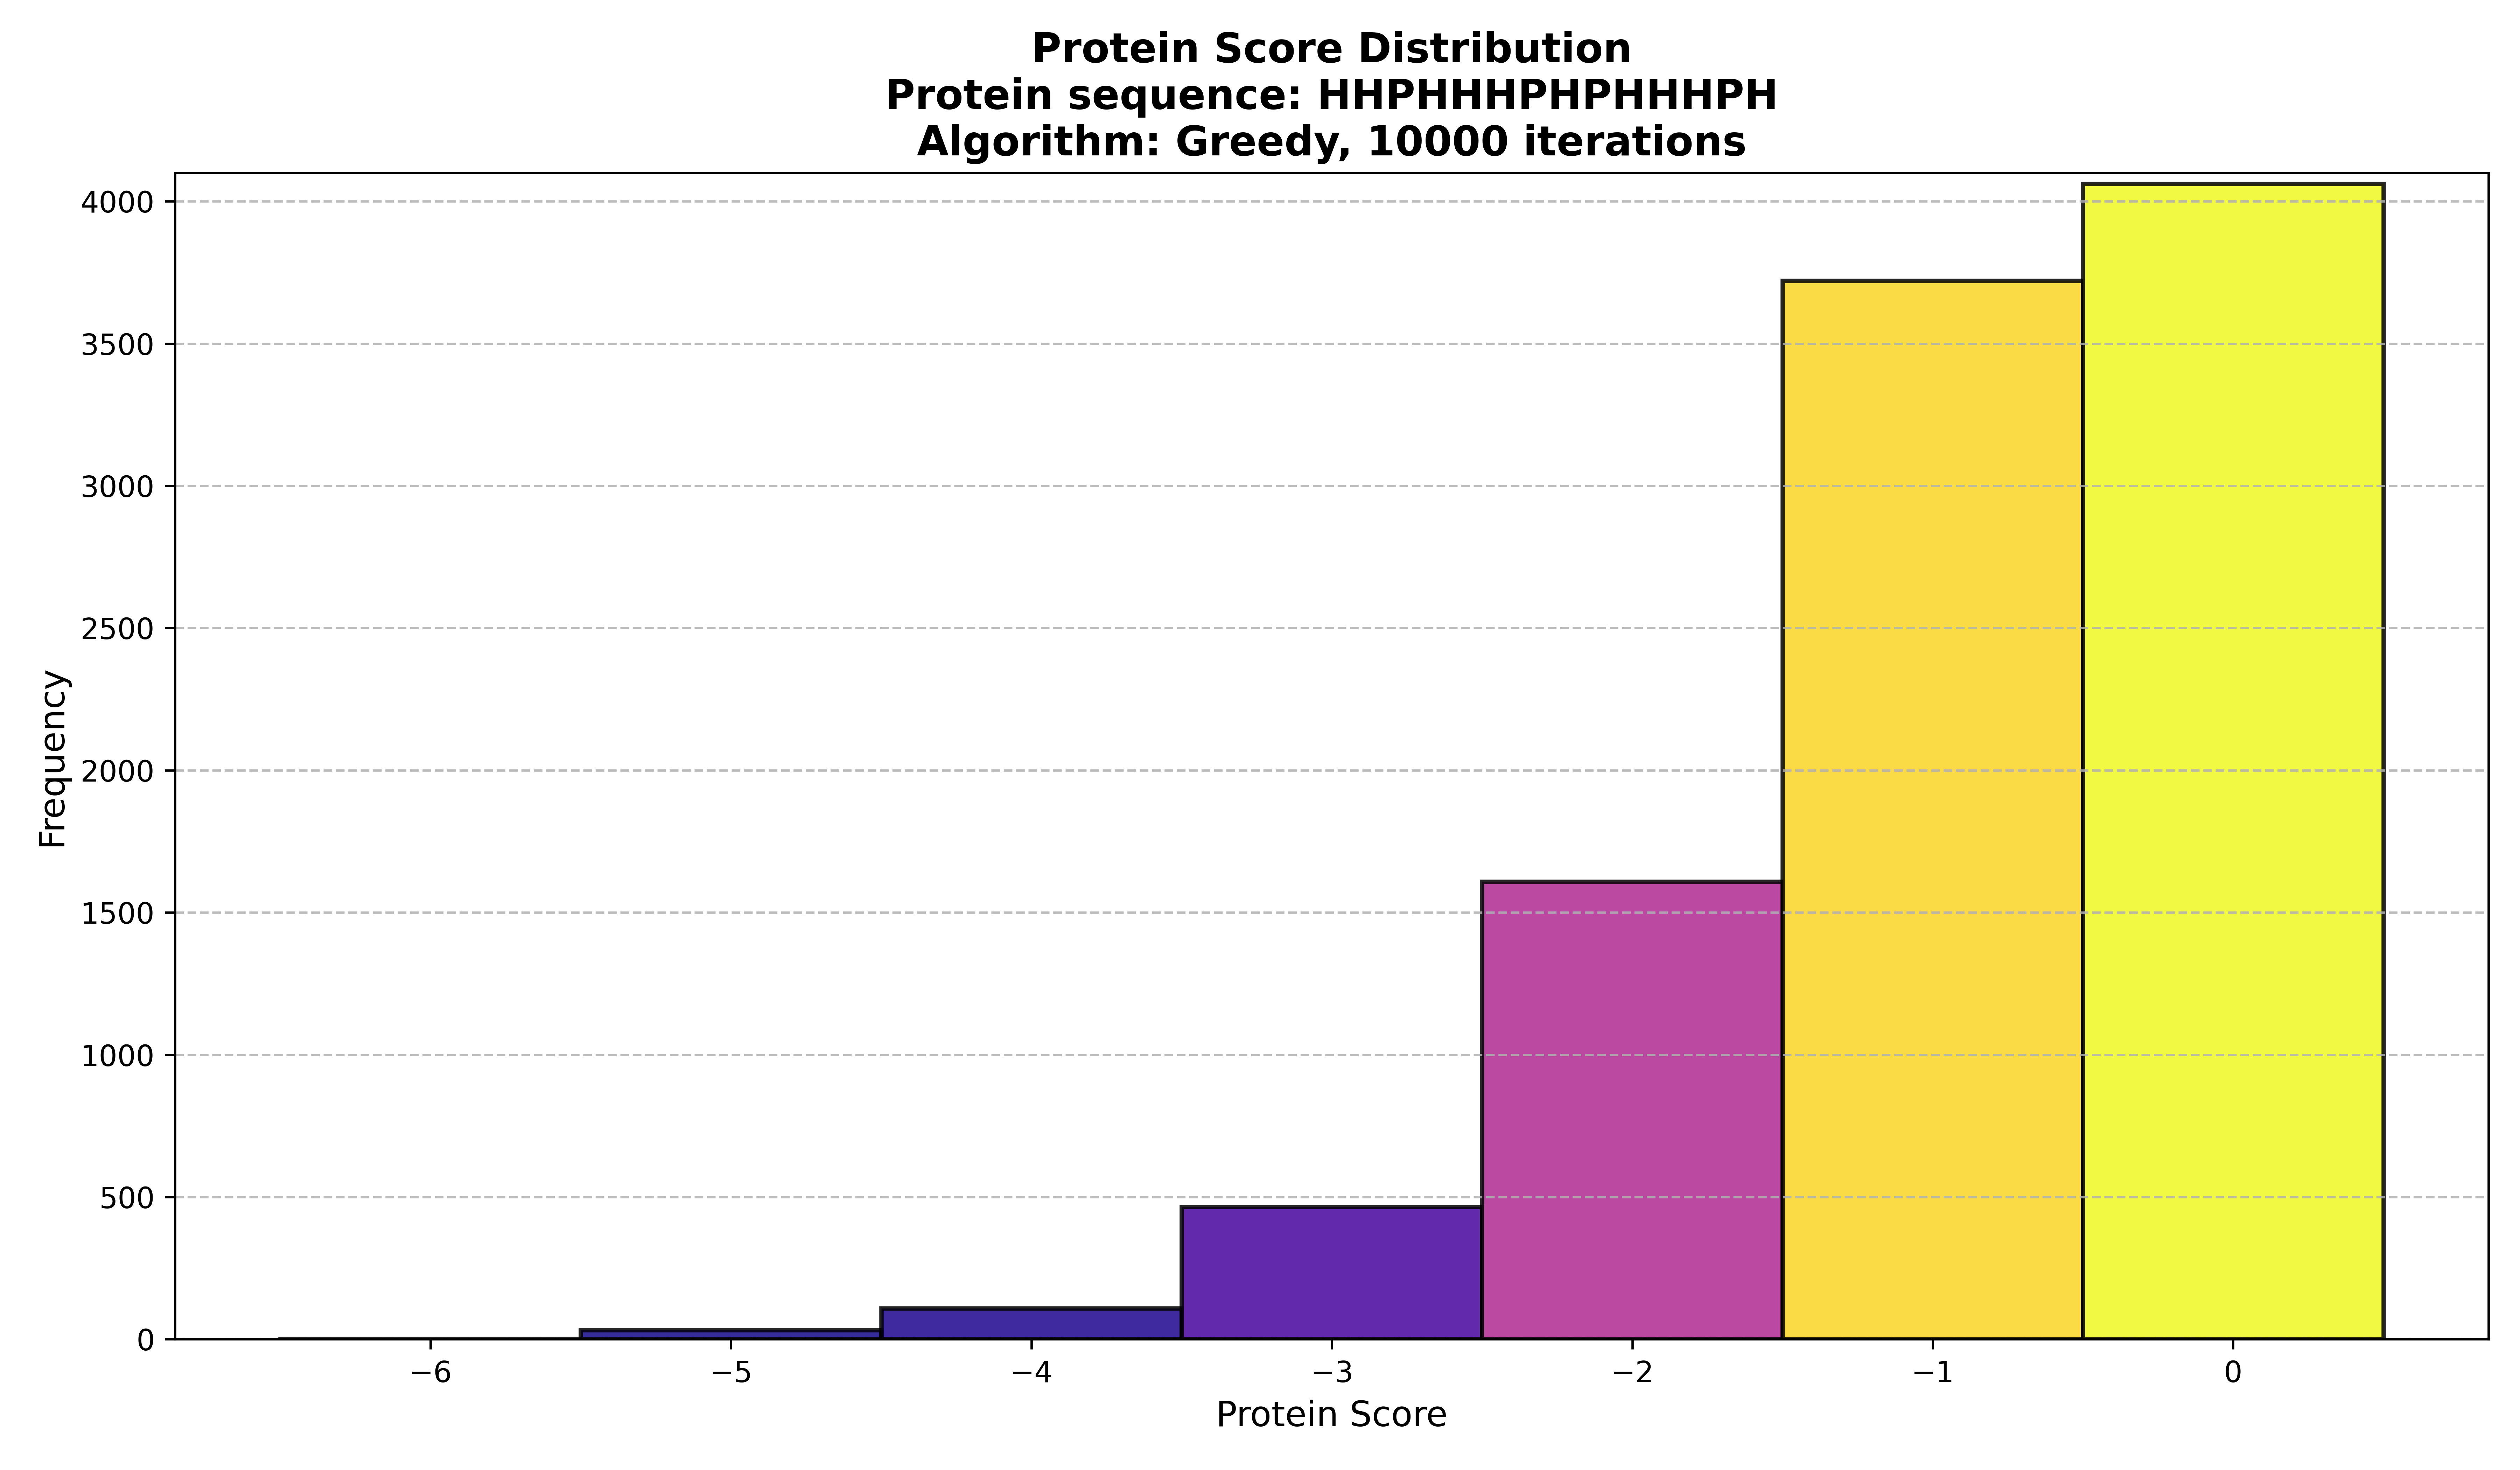 Protein Score Distribution
Protein sequence: HHPHHHPHPHHHPH
Algorithm: Greedy, 10000 iterations
4000
3500
3000
2500
2000
1500
1000
500
0
Frequency
−6 −5 −4 −3 −2 −1 0
Protein Score